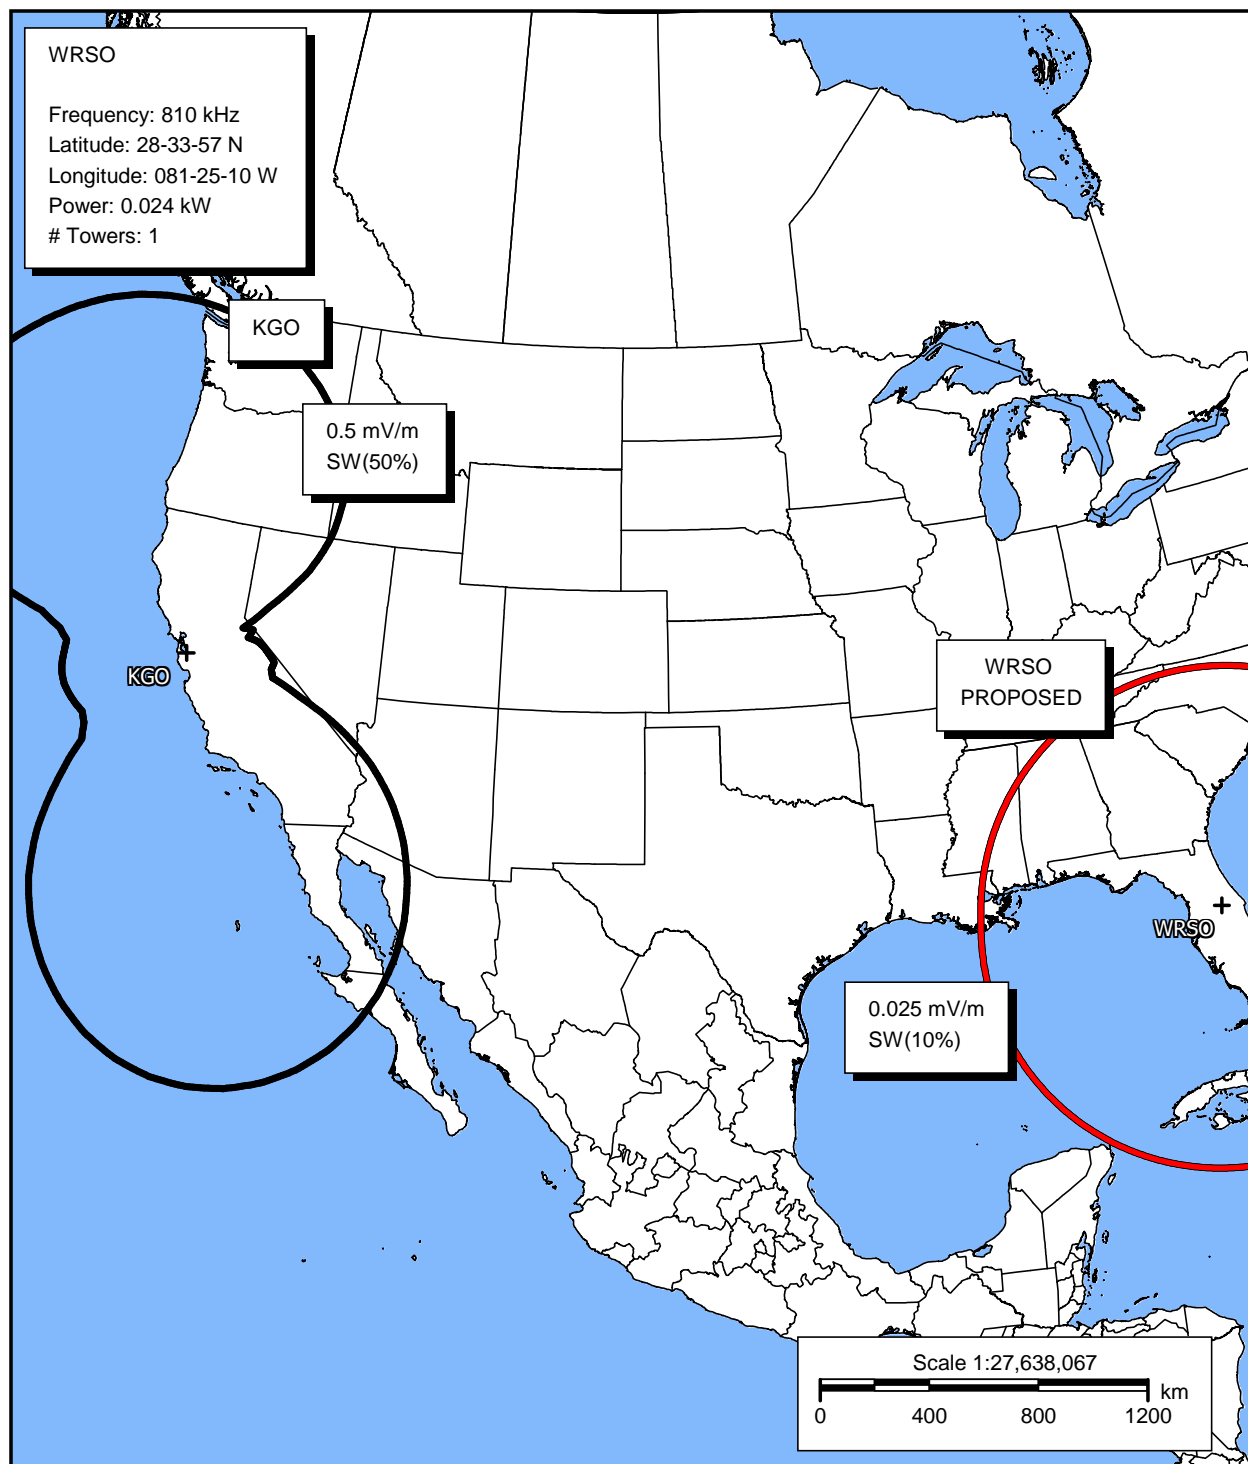 WRSO
Frequency: 810 kHz
Latitude: 28-33-57 N
Longitude: 081-25-10 W
Power: 0.024 kW
# Towers: 1
KGO
0.5 mV/m
SW(50%)
KGO
WRSO
PROPOSED
WRSO
0.025 mV/m
SW(10%)
Scale 1:27,638,067
km
0 400 800 1200